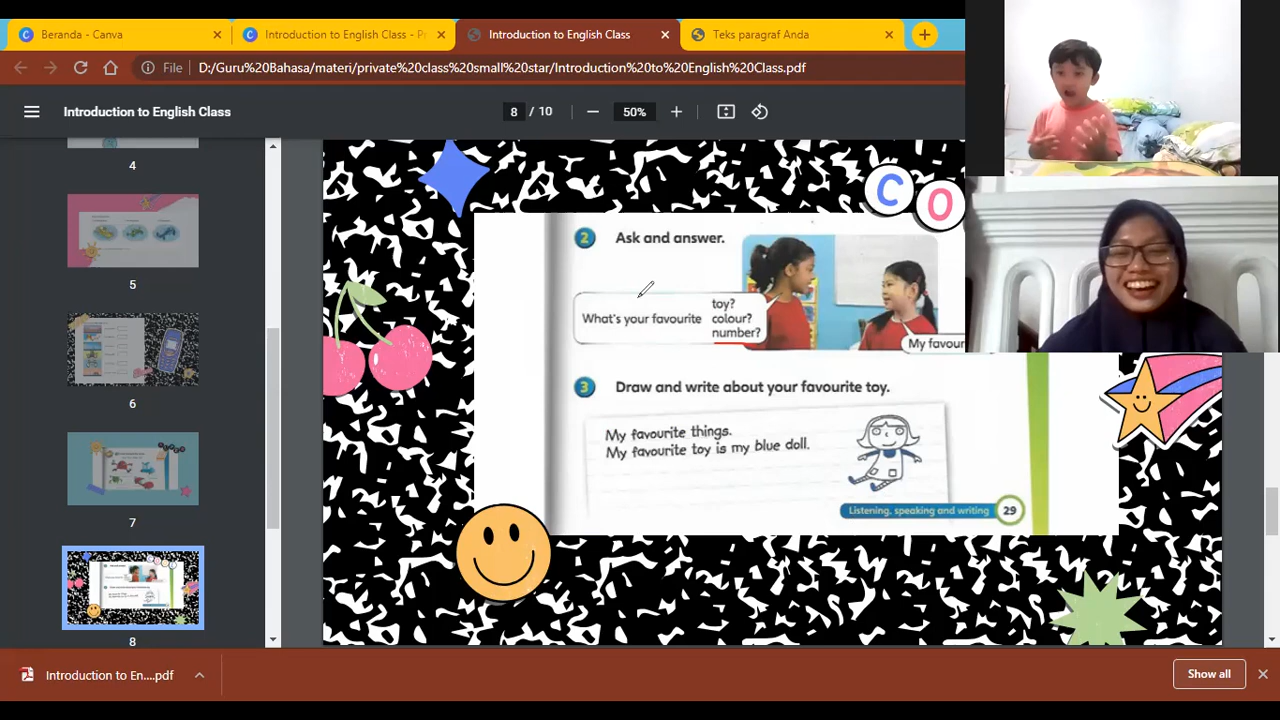 Beranda - Canva
Introduction to English Class - Pr
Introduction to English Class
Teks paragraf Anda
File
D:/Guru%20Bahasa/materi/private%20class%20small%20star/Introduction%20to%20English%20Class.pdf
Introduction to English Class
8 / 10
50%
4
5
6
7
8
C O
2 Ask and answer.
What's your favourite
toy?
colour?
number?
My favour
3 Draw and write about your favourite toy.
My favourite things.
My favourite toy is my blue doll.
Listening, speaking and writing 29
Introduction to En....pdf
Show all